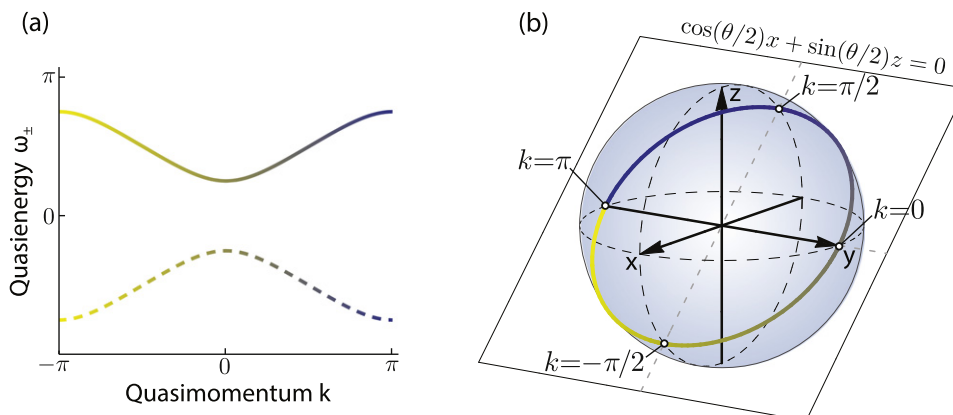 (a)
π
0
Quasienergy ω±
−π
0
π
Quasimomentum k
(b)
cos(θ/2)x + sin(θ/2)z = 0
z
k=π/2
k=π
k=0
x
y
k=−π/2